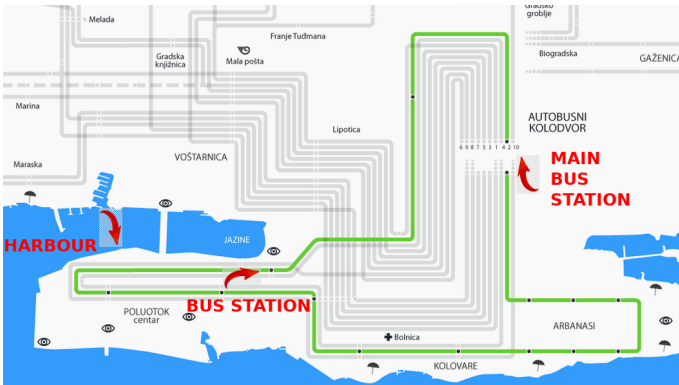 Gradsko
groblje
Melada
Franje Tuđmana
Gradska
knjižnica
Mala pošta
Biogradska
GAŽENICA
Marina
Lipotica
AUTOBUSNI
KOLODVOR
6 9 8 7 5 3 1 4 2 10
VOŠTARNICA
MAIN
BUS
STATION
Maraska
HARBOUR
JAZINE
BUS STATION
POLUOTOK
centar
ARBANASI
Bolnica
KOLOVARE